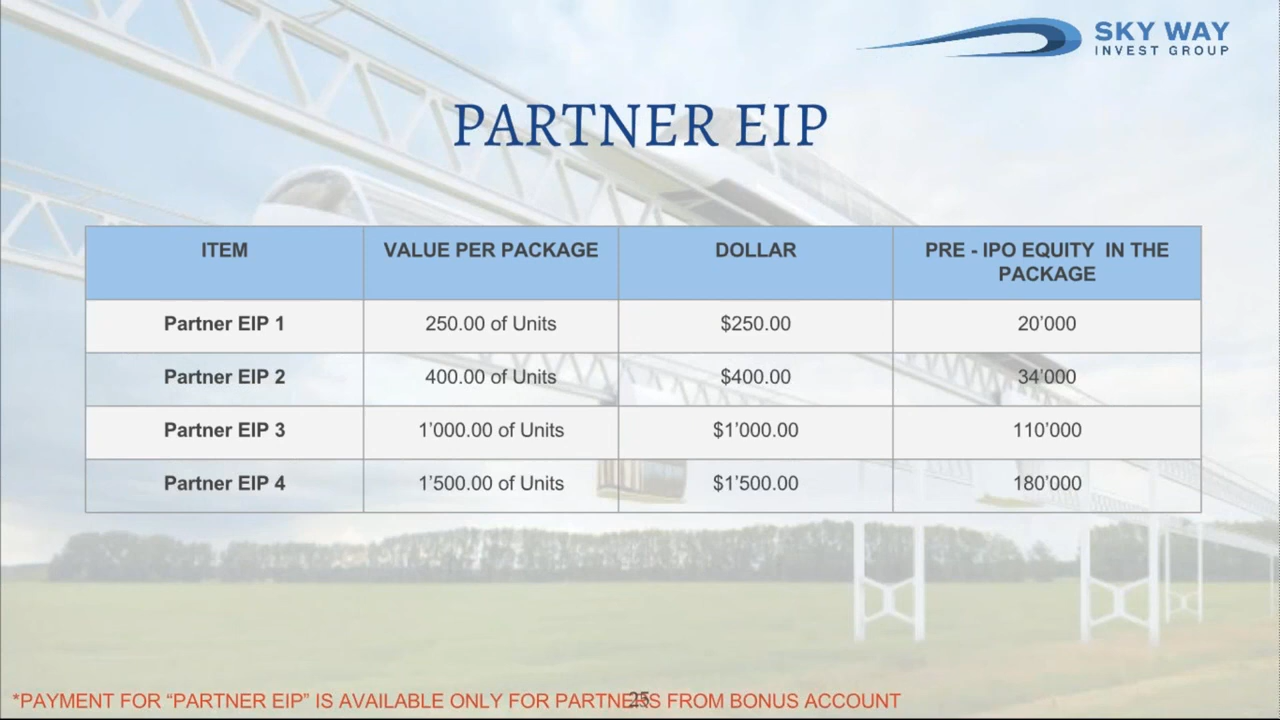 SKY WAY
INVEST GROUP
PARTNER EIP
ITEM VALUE PER PACKAGE DOLLAR PRE - IPO EQUITY IN THE
PACKAGE
Partner EIP 1 250.00 of Units $250.00 20’000
Partner EIP 2 400.00 of Units $400.00 34’000
Partner EIP 3 1’000.00 of Units $1’000.00 110’000
Partner EIP 4 1’500.00 of Units $1’500.00 180’000
*PAYMENT FOR “PARTNER EIP” IS AVAILABLE ONLY FOR PARTNERS FROM BONUS ACCOUNT
25